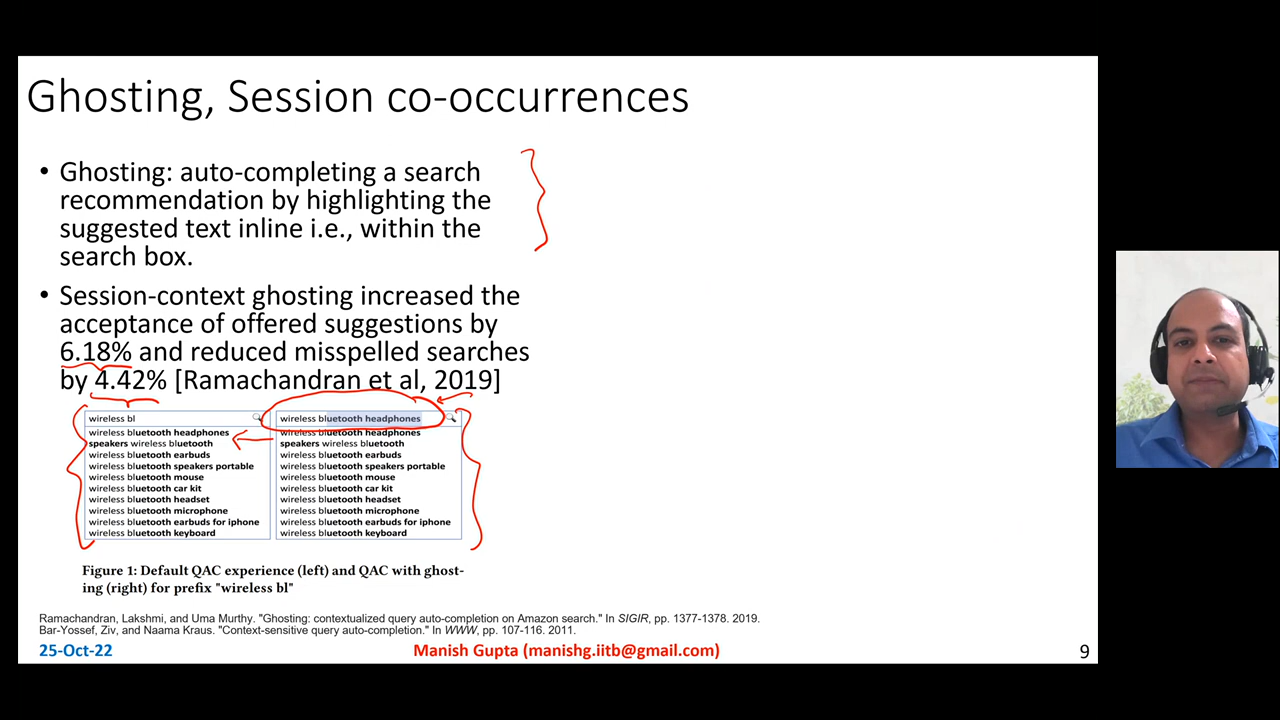 Ghosting, Session co-occurrences
• Ghosting: auto-completing a search
recommendation by highlighting the
suggested text inline i.e., within the
search box.
• Session-context ghosting increased the
acceptance of offered suggestions by
6.18% and reduced misspelled searches
by 4.42% [Ramachandran et al, 2019]
wireless bl
wireless bluetooth headphones
speakers wireless bluetooth
wireless bluetooth earbuds
wireless bluetooth speakers portable
wireless bluetooth mouse
wireless bluetooth car kit
wireless bluetooth headset
wireless bluetooth microphone
wireless bluetooth earbuds for iphone
wireless bluetooth keyboard
wireless bluetooth headphones
wireless bluetooth headphones
speakers wireless bluetooth
wireless bluetooth earbuds
wireless bluetooth speakers portable
wireless bluetooth mouse
wireless bluetooth car kit
wireless bluetooth headset
wireless bluetooth microphone
wireless bluetooth earbuds for iphone
wireless bluetooth keyboard
Figure 1: Default QAC experience (left) and QAC with ghost-
ing (right) for prefix "wireless bl"
Ramachandran, Lakshmi, and Uma Murthy. "Ghosting: contextualized query auto-completion on Amazon search." In SIGIR, pp. 1377-1378. 2019.
Bar-Yossef, Ziv, and Naama Kraus. "Context-sensitive query auto-completion." In WWW, pp. 107-116. 2011.
25-Oct-22
Manish Gupta (manishg.iitb@gmail.com)
9